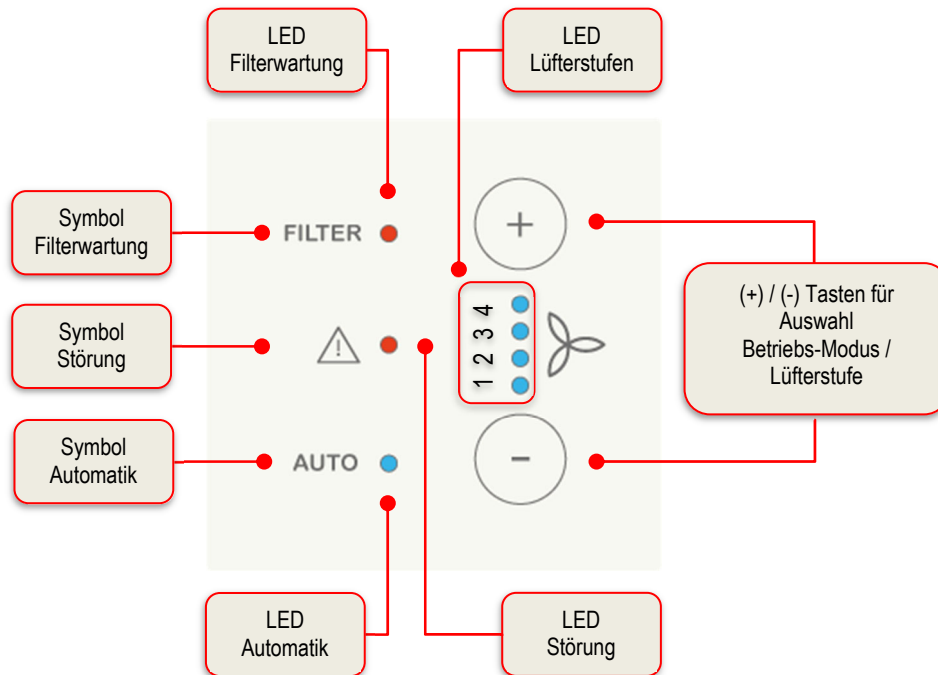 LED
Filterwartung
LED
Lüfterstufen
Symbol
Filterwartung
FILTER
+
Symbol
Störung
!
1 2 3 4
(+) / (-) Tasten für
Auswahl
Betriebs-Modus /
Lüfterstufe
Symbol
Automatik
AUTO
-
LED
Automatik
LED
Störung